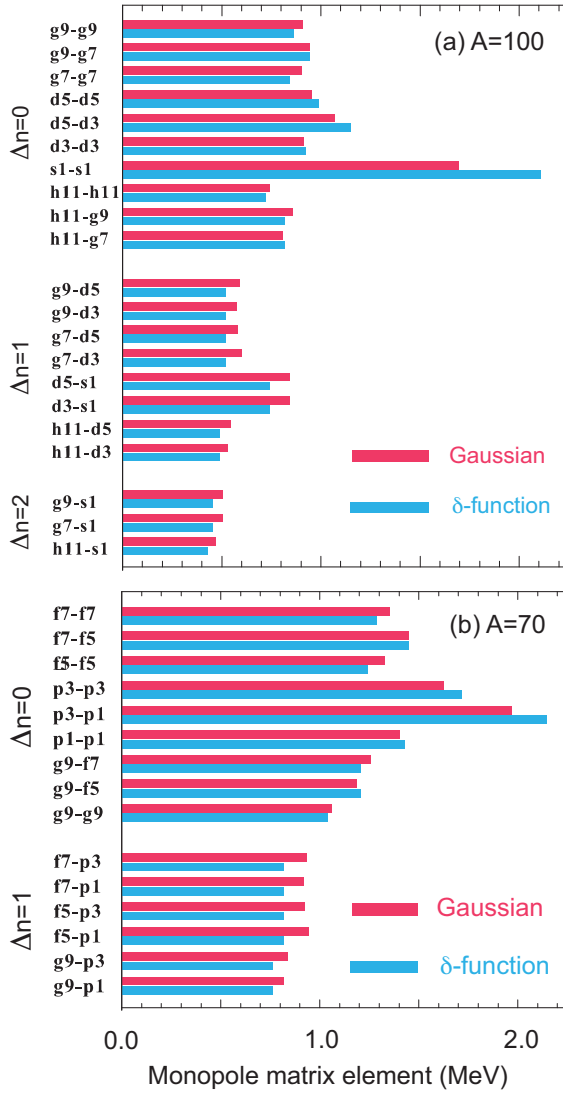 (a) A=100
Δn=0
g9-g9
g9-g7
g7-g7
d5-d5
d5-d3
d3-d3
s1-s1
h11-h11
h11-g9
h11-g7
Δn=1
g9-d5
g9-d3
g7-d5
g7-d3
d5-s1
d3-s1
h11-d5
h11-d3
Gaussian
δ-function
Δn=2
g9-s1
g7-s1
h11-s1
(b) A=70
Δn=0
f7-f7
f7-f5
f5-f5
p3-p3
p3-p1
p1-p1
g9-f7
g9-f5
g9-g9
Δn=1
f7-p3
f7-p1
f5-p3
f5-p1
g9-p3
g9-p1
Gaussian
δ-function
0.0 1.0 2.0
Monopole matrix element (MeV)